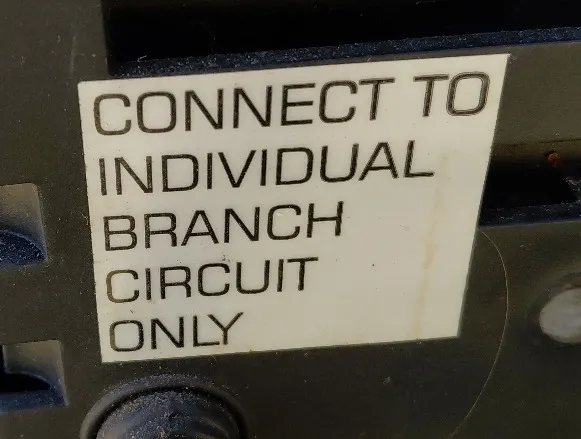 CONNECT TO
INDIVIDUAL
BRANCH
CIRCUIT
ONLY